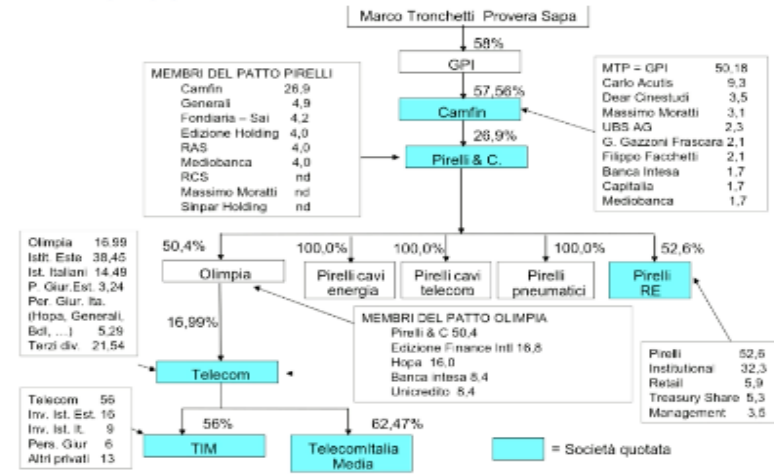 Marco Tronchetti Provera Sapa
58%
GPI
57,56%
Camfin
26,9%
Pirelli & C.
MEMBRI DEL PATTO PIRELLI
Camfin 26,9
Generali 4,9
Fondiaria – Sai 4,2
Edizione Holding 4,0
RAS 4,0
Mediobanca 4,0
RCS nd
Massimo Moratti nd
Sinpar Holding nd
MTP = GPI 50,18
Carlo Acutis 9,3
Dear Cinestudi 3,5
Massimo Moratti 3,1
UBS AG 2,3
G. Gazzoni Frascara 2,1
Filippo Facchetti 2,1
Banca Intesa 1,7
Capitalia 1,7
Mediobanca 1,7
50,4%
100,0%
100,0%
100,0%
52,6%
Olimpia
Pirelli cavi
energia
Pirelli cavi
telecom
Pirelli
pneumatici
Pirelli
RE
Olimpia 16,99
Istit. Este 38,45
Ist. Italiani 14,49
P. Giur.Est. 3,24
Per. Giur. Ita.
(Hopa, Generali,
BdI, ...) 5,29
Terzi div. 21,54
16,99%
MEMBRI DEL PATTO OLIMPIA
Pirelli & C 50,4
Edizione Finance Intl 16,8
Hopa 16,0
Banca intesa 8,4
Unicredito 8,4
Pirelli 52,6
Institutional 32,3
Retail 5,9
Treasury Share 5,3
Management 3,5
Telecom
Telecom 56
Inv. Ist. Est. 16
Inv. Ist. It. 9
Pers. Giur 6
Altri privati 13
56%
62,47%
TIM
TelecomItalia
Media
= Società quotata